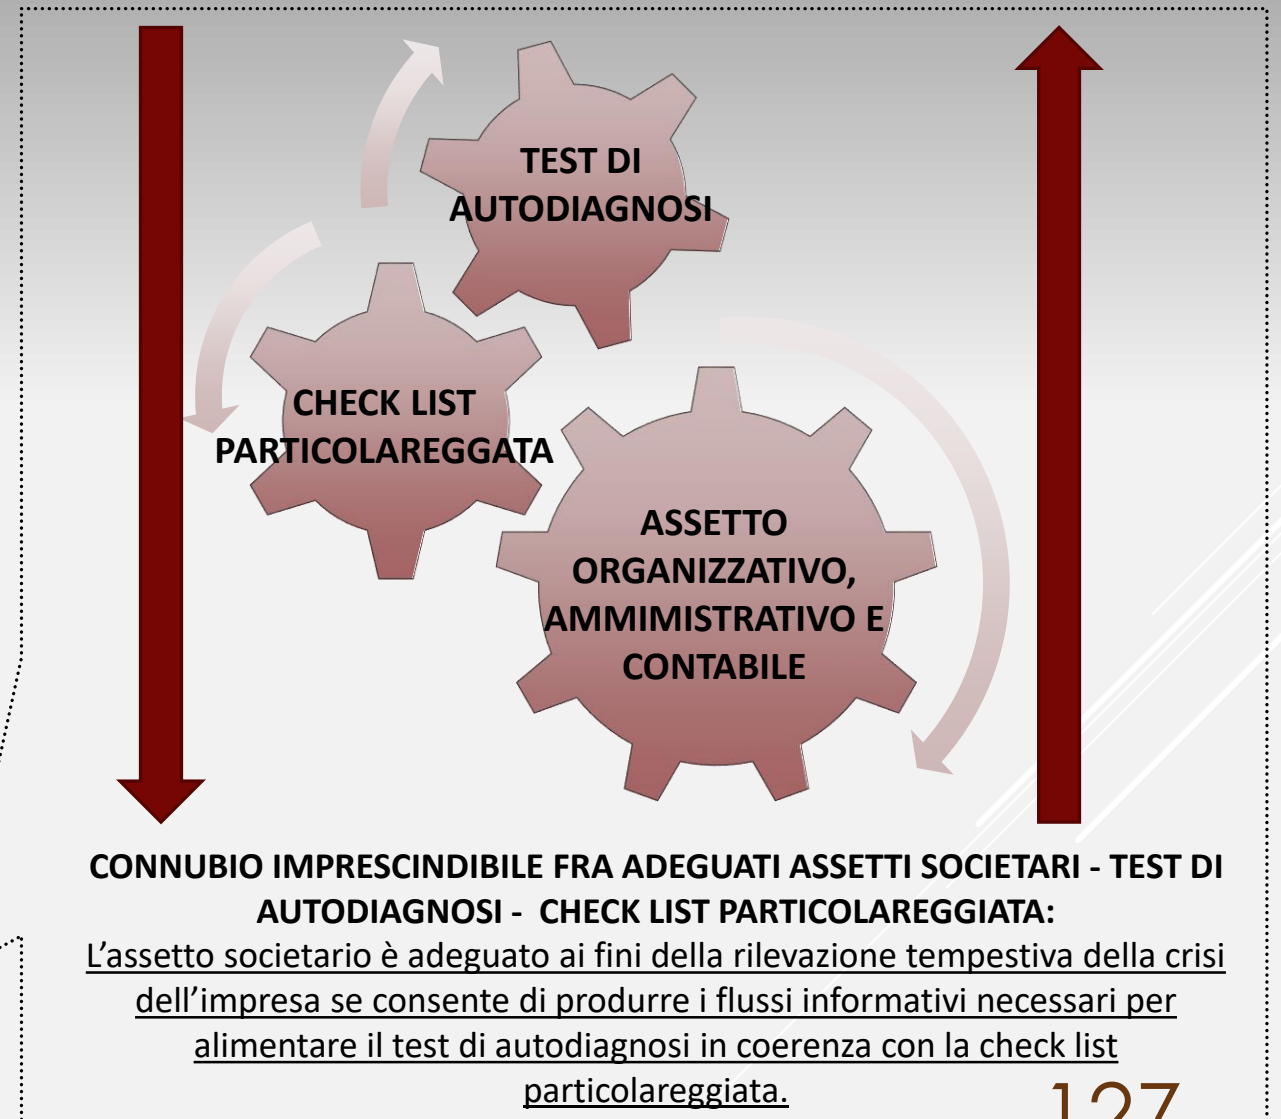 TEST DI
AUTODIAGNOSI
CHECK LIST
PARTICOLAREGGATA
ASSETTO
ORGANIZZATIVO,
AMMIMISTRATIVO E
CONTABILE
CONNUBIO IMPRESCINDIBILE FRA ADEGUATI ASSETTI SOCIETARI - TEST DI
AUTODIAGNOSI - CHECK LIST PARTICOLAREGGIATA:
L’assetto societario è adeguato ai fini della rilevazione tempestiva della crisi
dell’impresa se consente di produrre i flussi informativi necessari per
alimentare il test di autodiagnosi in coerenza con la check list
particolareggiata.
127